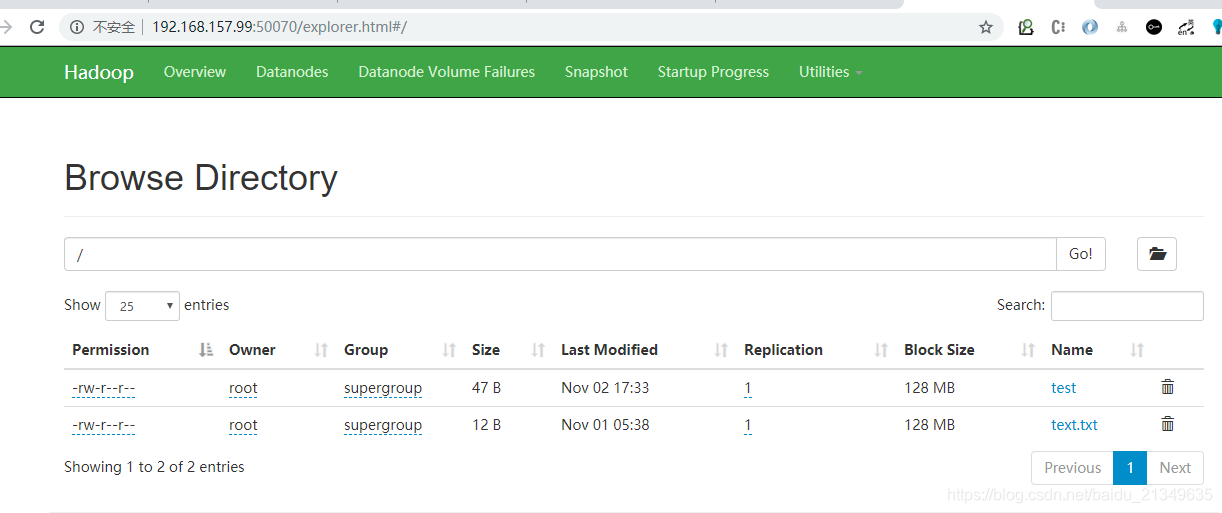 不安全 192.168.157.99:50070/explorer.html#/
en
Hadoop Overview Datanodes Datanode Volume Failures Snapshot Startup Progress Utilities
Browse Directory
/ Go!
Show 25 entries Search:
Permission Owner Group Size Last Modified Replication Block Size Name
-rw-r--r-- root supergroup 47 B Nov 02 17:33 1 128 MB test
-rw-r--r-- root supergroup 12 B Nov 01 05:38 1 128 MB text.txt
Showing 1 to 2 of 2 entries Previous 1 Next
https://blog.csdn.net/baidu_21349635